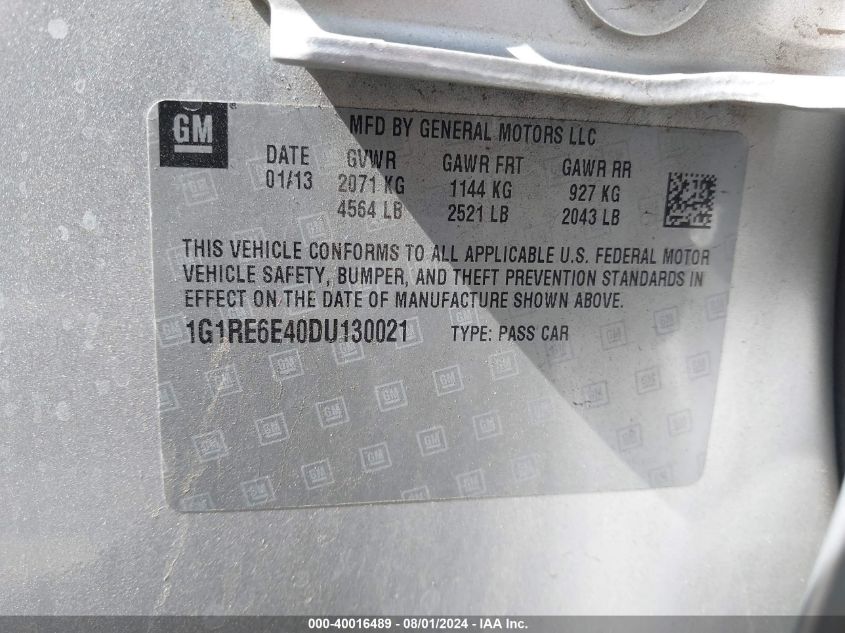 GM
MFD BY GENERAL MOTORS LLC
DATE GVWR GAWR FRT GAWR RR
01/13 2071 KG 1144 KG 927 KG
4564 LB 2521 LB 2043 LB
THIS VEHICLE CONFORMS TO ALL APPLICABLE U.S. FEDERAL MOTOR
VEHICLE SAFETY, BUMPER, AND THEFT PREVENTION STANDARDS IN
EFFECT ON THE DATE OF MANUFACTURE SHOWN ABOVE.
1G1RE6E40DU130021 TYPE: PASS CAR
000-40016489 - 08/01/2024 - IAA Inc.